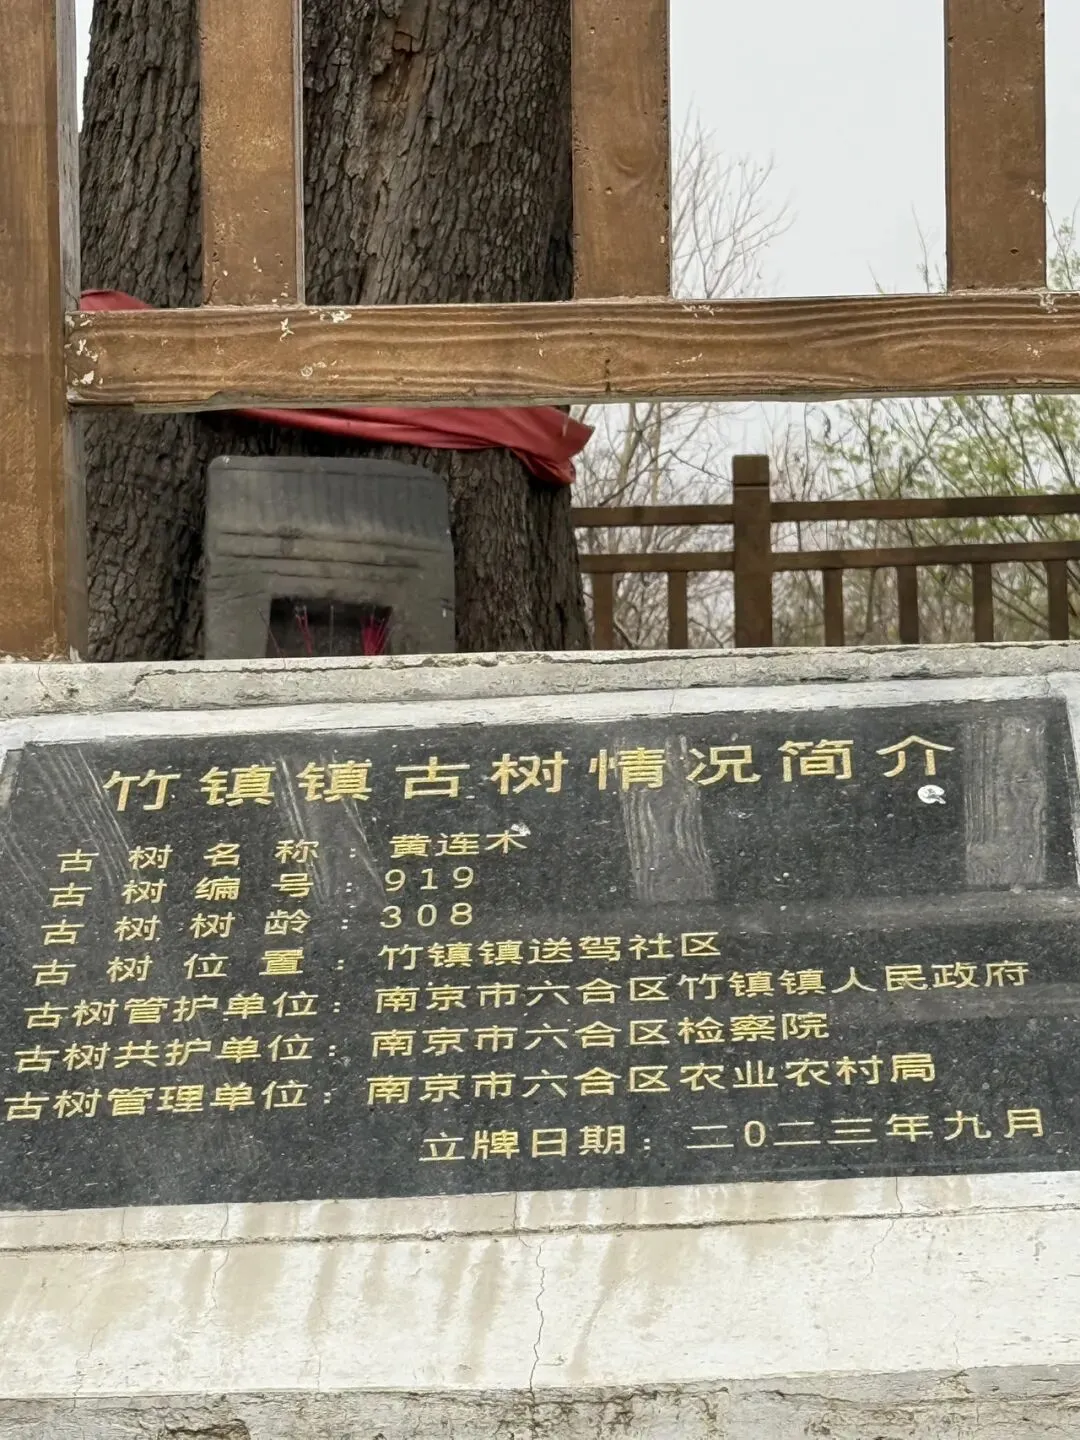 竹镇镇古树情况简介
古树名称：黄连木
古树编号：919
古树树龄：308
古树位置：竹镇镇送驾社区
古树管护单位：南京市六合区竹镇镇人民政府
古树共护单位：南京市六合区检察院
古树管理单位：南京市六合区农业农村局
立牌日期：二0二三年九月